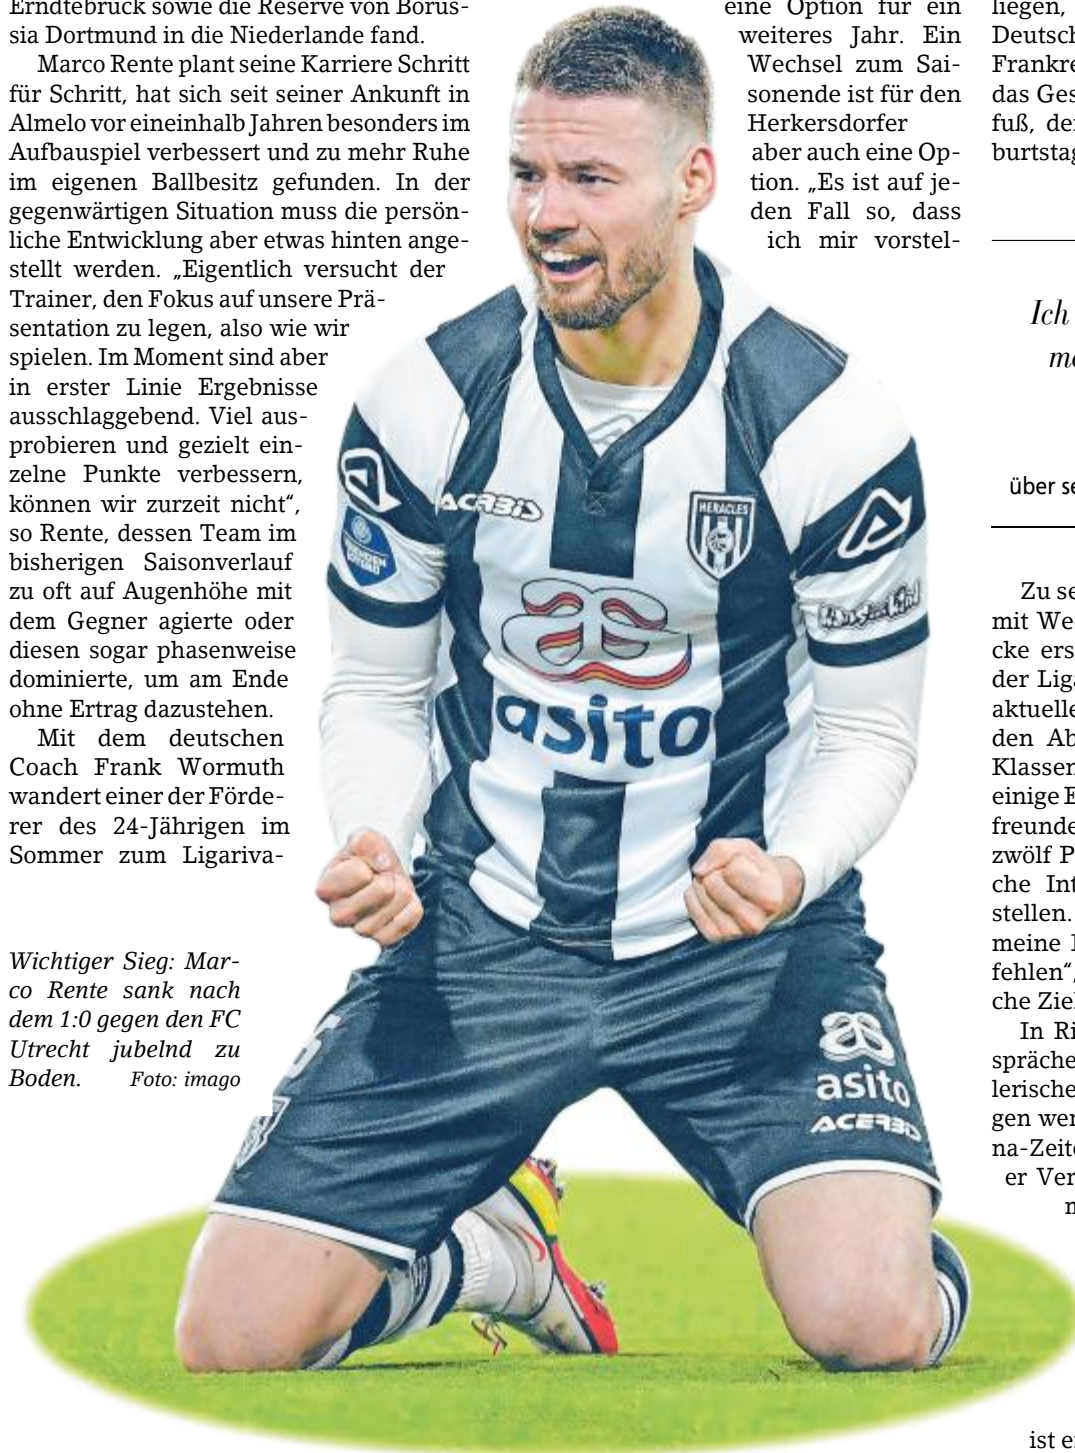 Erndtebrück sowie die Reserve von Borus-
sia Dortmund in die Niederlande fand.
Marco Rente plant seine Karriere Schritt
für Schritt, hat sich seit seiner Ankunft in
Almelo vor eineinhalb Jahren besonders im
Aufbauspiel verbessert und zu mehr Ruhe
im eigenen Ballbesitz gefunden. In der
gegenwärtigen Situation muss die persön-
liche Entwicklung aber etwas hinten ange-
stellt werden. „Eigentlich versucht der
Trainer, den Fokus auf unsere Prä-
sentation zu legen, also wie wir
spielen. Im Moment sind aber
in erster Linie Ergebnisse
ausschlaggebend. Viel aus-
probieren und gezielt ein-
zelne Punkte verbessern,
können wir zurzeit nicht“,
so Rente, dessen Team im
bisherigen Saisonverlauf
zu oft auf Augenhöhe mit
dem Gegner agierte oder
diesen sogar phasenweise
dominierte, um am Ende
ohne Ertrag dazustehen.
Mit dem deutschen
Coach Frank Wormuth
wandert einer der Förde-
rer des 24-Jährigen im
Sommer zum Ligariva-
Wichtiger Sieg: Mar-
co Rente sank nach
dem 1:0 gegen den FC
Utrecht jubelnd zu
Boden. Foto: imago
ACERBIS
HERACLES
asito
asito
ACERBIS
eine Option für ein
weiteres Jahr. Ein
Wechsel zum Sai-
sonende ist für den
Herkersdorfer
aber auch eine Op-
tion. „Es ist auf je-
den Fall so, dass
ich mir vorstel-
liegen,
Deutsch
Frankre
das Ges
fuß, de
burtstag
Ich
me
über se
Zu se
mit We
cke ers
der Liga
aktuelle
den Ab
Klassen
einige E
freunde
zwölf P
che Int
stellen.
meine I
fehlen“,
che Ziel
In Ri
spräche
lerische
gen wer
na-Zeite
er Ver
ist e